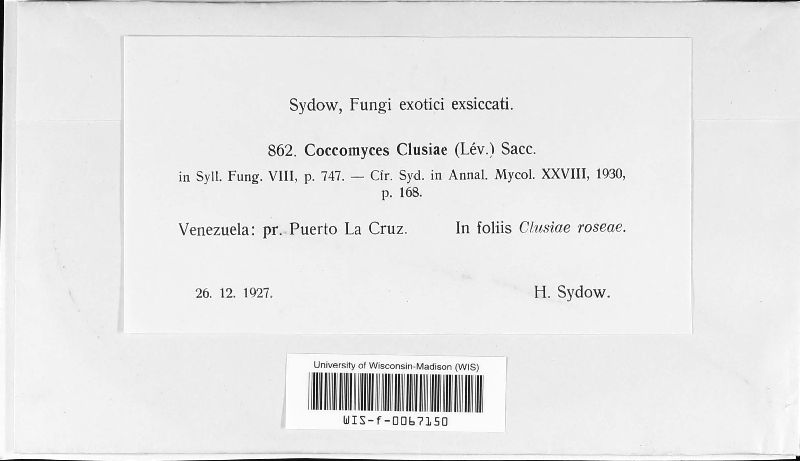 Sydow, Fungi exotici exsiccati.
862. Coccomyces Clusiae (Lév.) Sacc.
in Syll. Fung. VIII, p. 747. — Cfr. Syd. in Annal. Mycol. XXVIII, 1930,
p. 168.
Venezuela: pr. Puerto La Cruz. In foliis Clusiae roseae.
26. 12. 1927. H. Sydow.
University of Wisconsin-Madison (WIS)
WIS-f-0067150